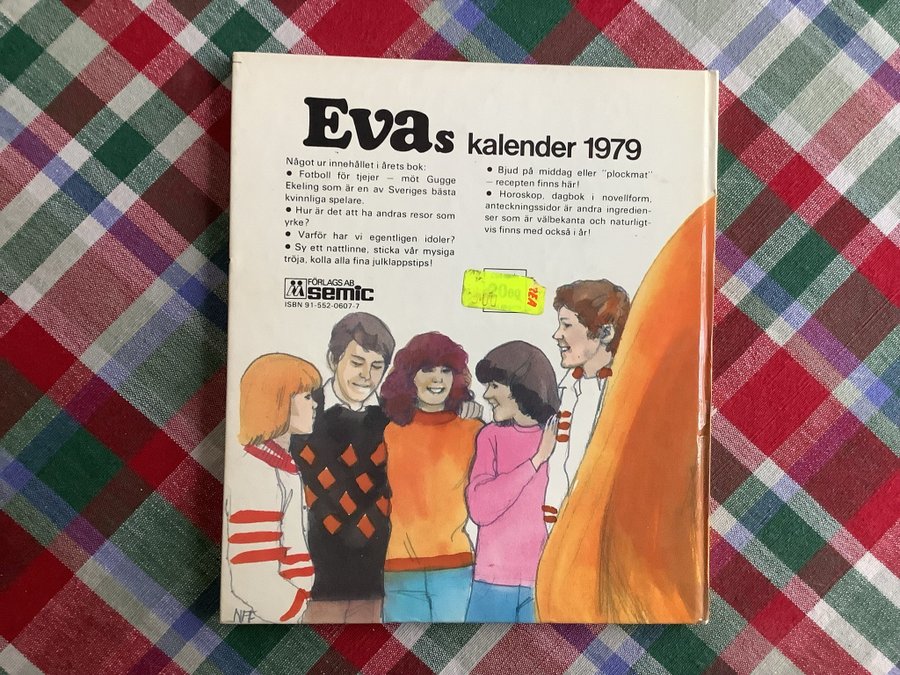 Evas kalender 1979
Något ur innehållet i årets bok:
● Fotboll för tjejer – möt Gugge
Ekeling som är en av Sveriges bästa
kvinnliga spelare.
● Hur är det att ha andras resor som
yrke?
● Varför har vi egentligen idoler?
● Sy ett nattlinne, sticka vår mysiga
tröja, kolla alla fina julklappstips!
● Bjud på middag eller "plockmat"
– recepten finns här!
● Horoskop, dagbok i novellform,
anteckningssidor är andra ingredien-
ser som är välbekanta och naturligt-
vis finns med också i år!
FÖRLAGS AB
semic
ISBN 91-552-0607-7
REA
NFE